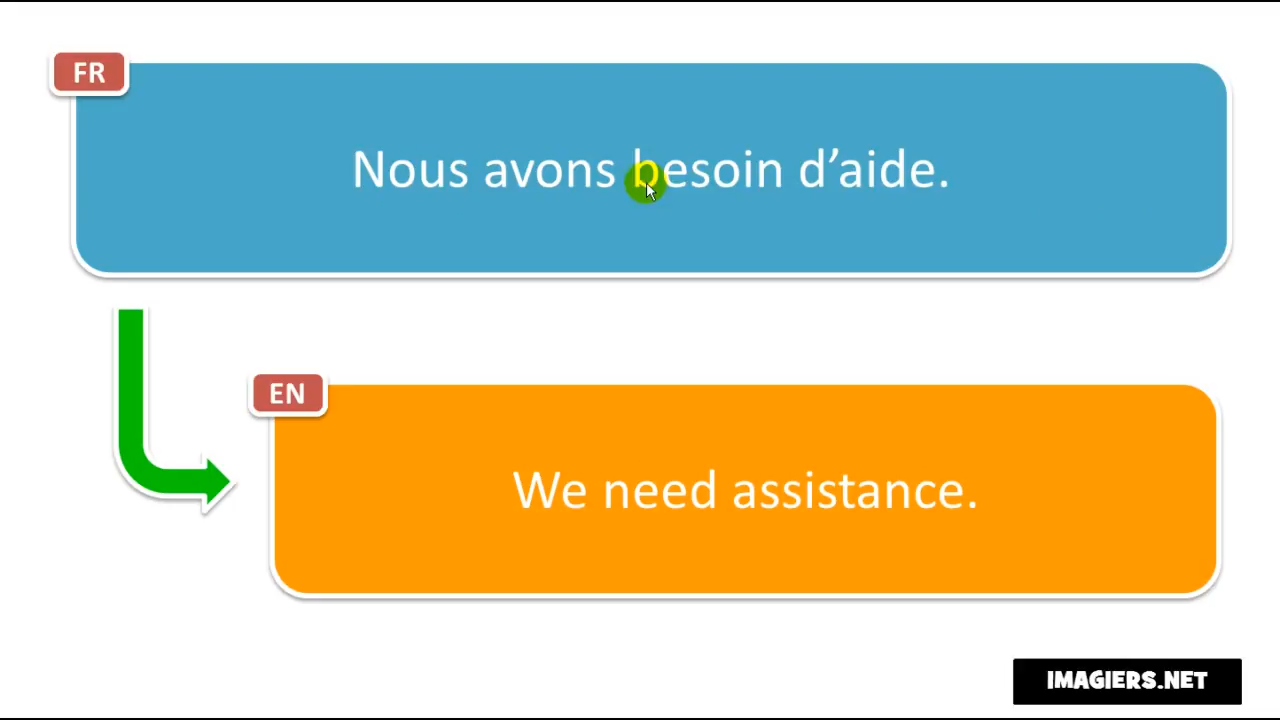 FR
Nous avons besoin d’aide.
EN
We need assistance.
IMAGIERS.NET